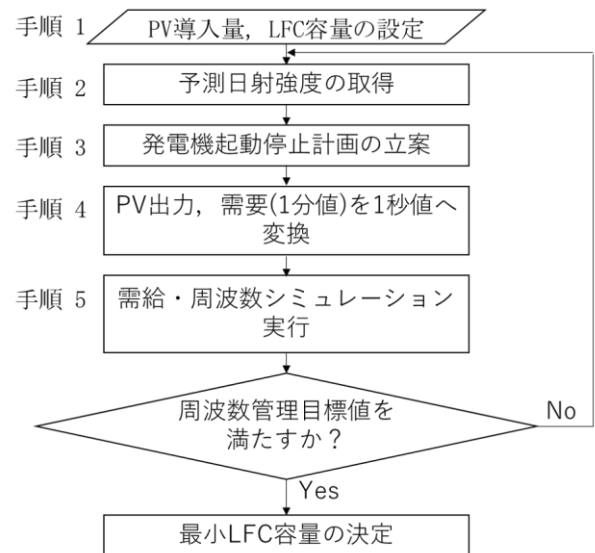 手順 1
PV導入量，LFC容量の設定
手順 2
予測日射強度の取得
手順 3
発電機起動停止計画の立案
手順 4
PV出力，需要(1分値)を1秒値へ
変換
手順 5
需給・周波数シミュレーション
実行
周波数管理目標値を
満たすか？
No
Yes
最小LFC容量の決定